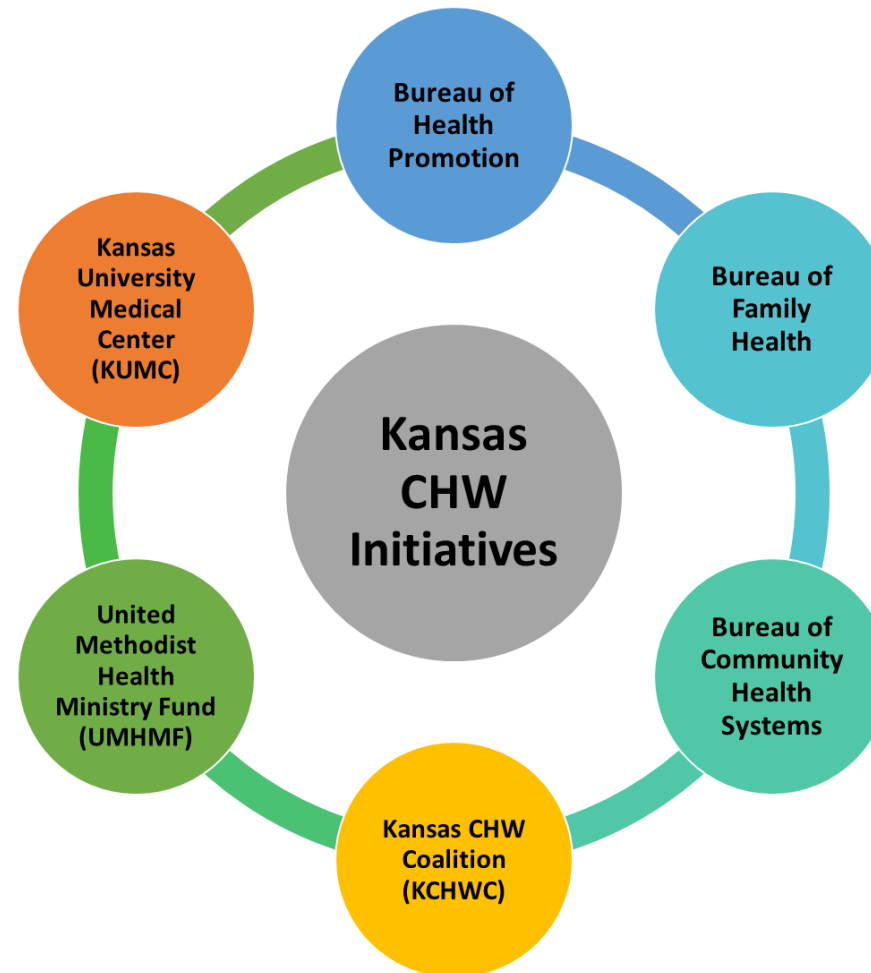 Bureau of
Health
Promotion
Bureau of
Family
Health
Bureau of
Community
Health
Systems
Kansas CHW
Coalition
(KCHWC)
United
Methodist
Health
Ministry Fund
(UMHMF)
Kansas
University
Medical
Center
(KUMC)
Kansas
CHW
Initiatives